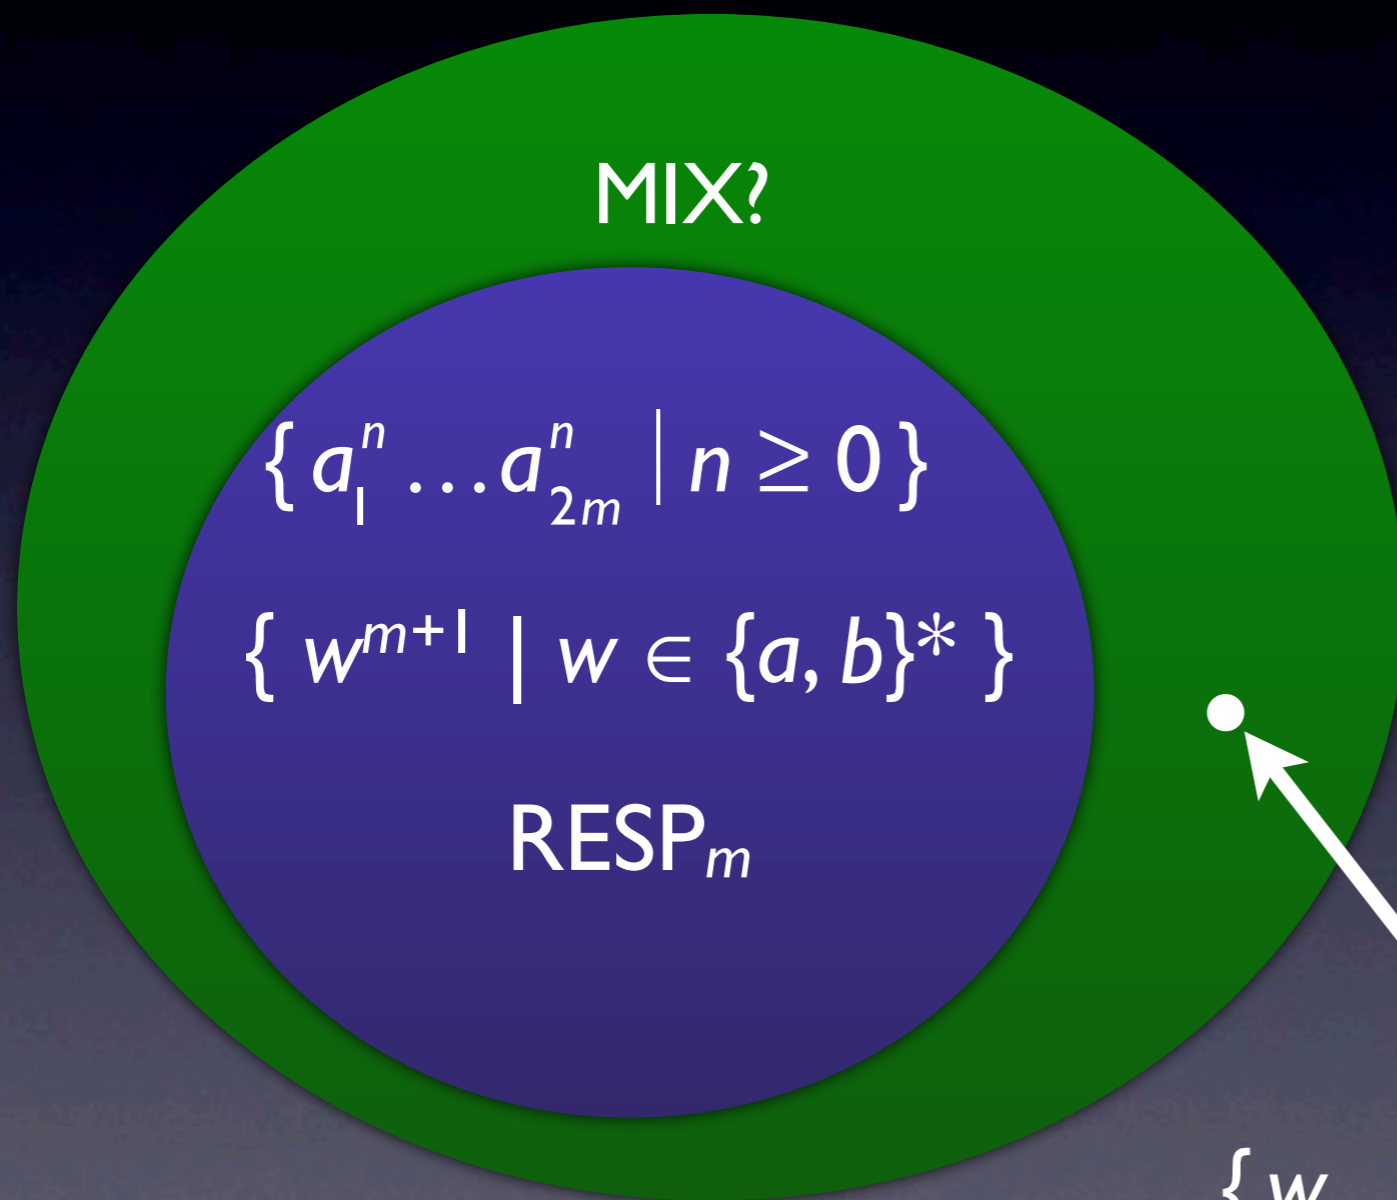 MIX?
{ a₁ⁿ … a₂ₘⁿ | n ≥ 0 }
{ wᵐ⁺¹ | w ∈ {a, b}* }
RESPₘ
{ w